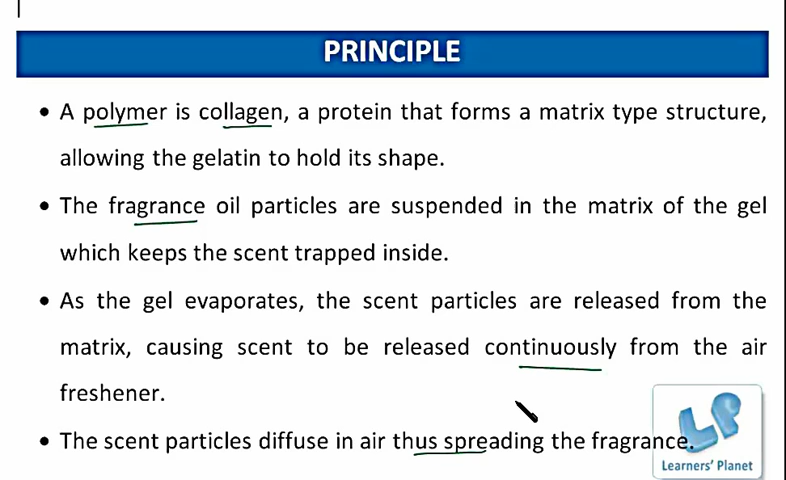 PRINCIPLE
• A polymer is collagen, a protein that forms a matrix type structure,
allowing the gelatin to hold its shape.
• The fragrance oil particles are suspended in the matrix of the gel
which keeps the scent trapped inside.
• As the gel evaporates, the scent particles are released from the
matrix, causing scent to be released continuously from the air
freshener.
• The scent particles diffuse in air thus spreading the fragrance.
LP
Learners' Planet